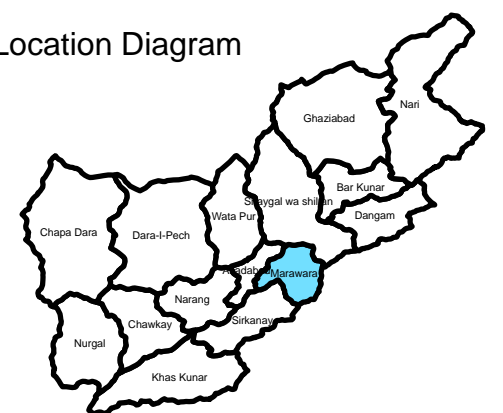 Location Diagram
Nari
Ghaziabad
Bar Kunar
Shaygal wa shiltan
Dangam
Wata Pur
Chapa Dara
Dara-I-Pech
Marawara
Narang
Sirkanay
Chawkay
Nurgal
Khas Kunar